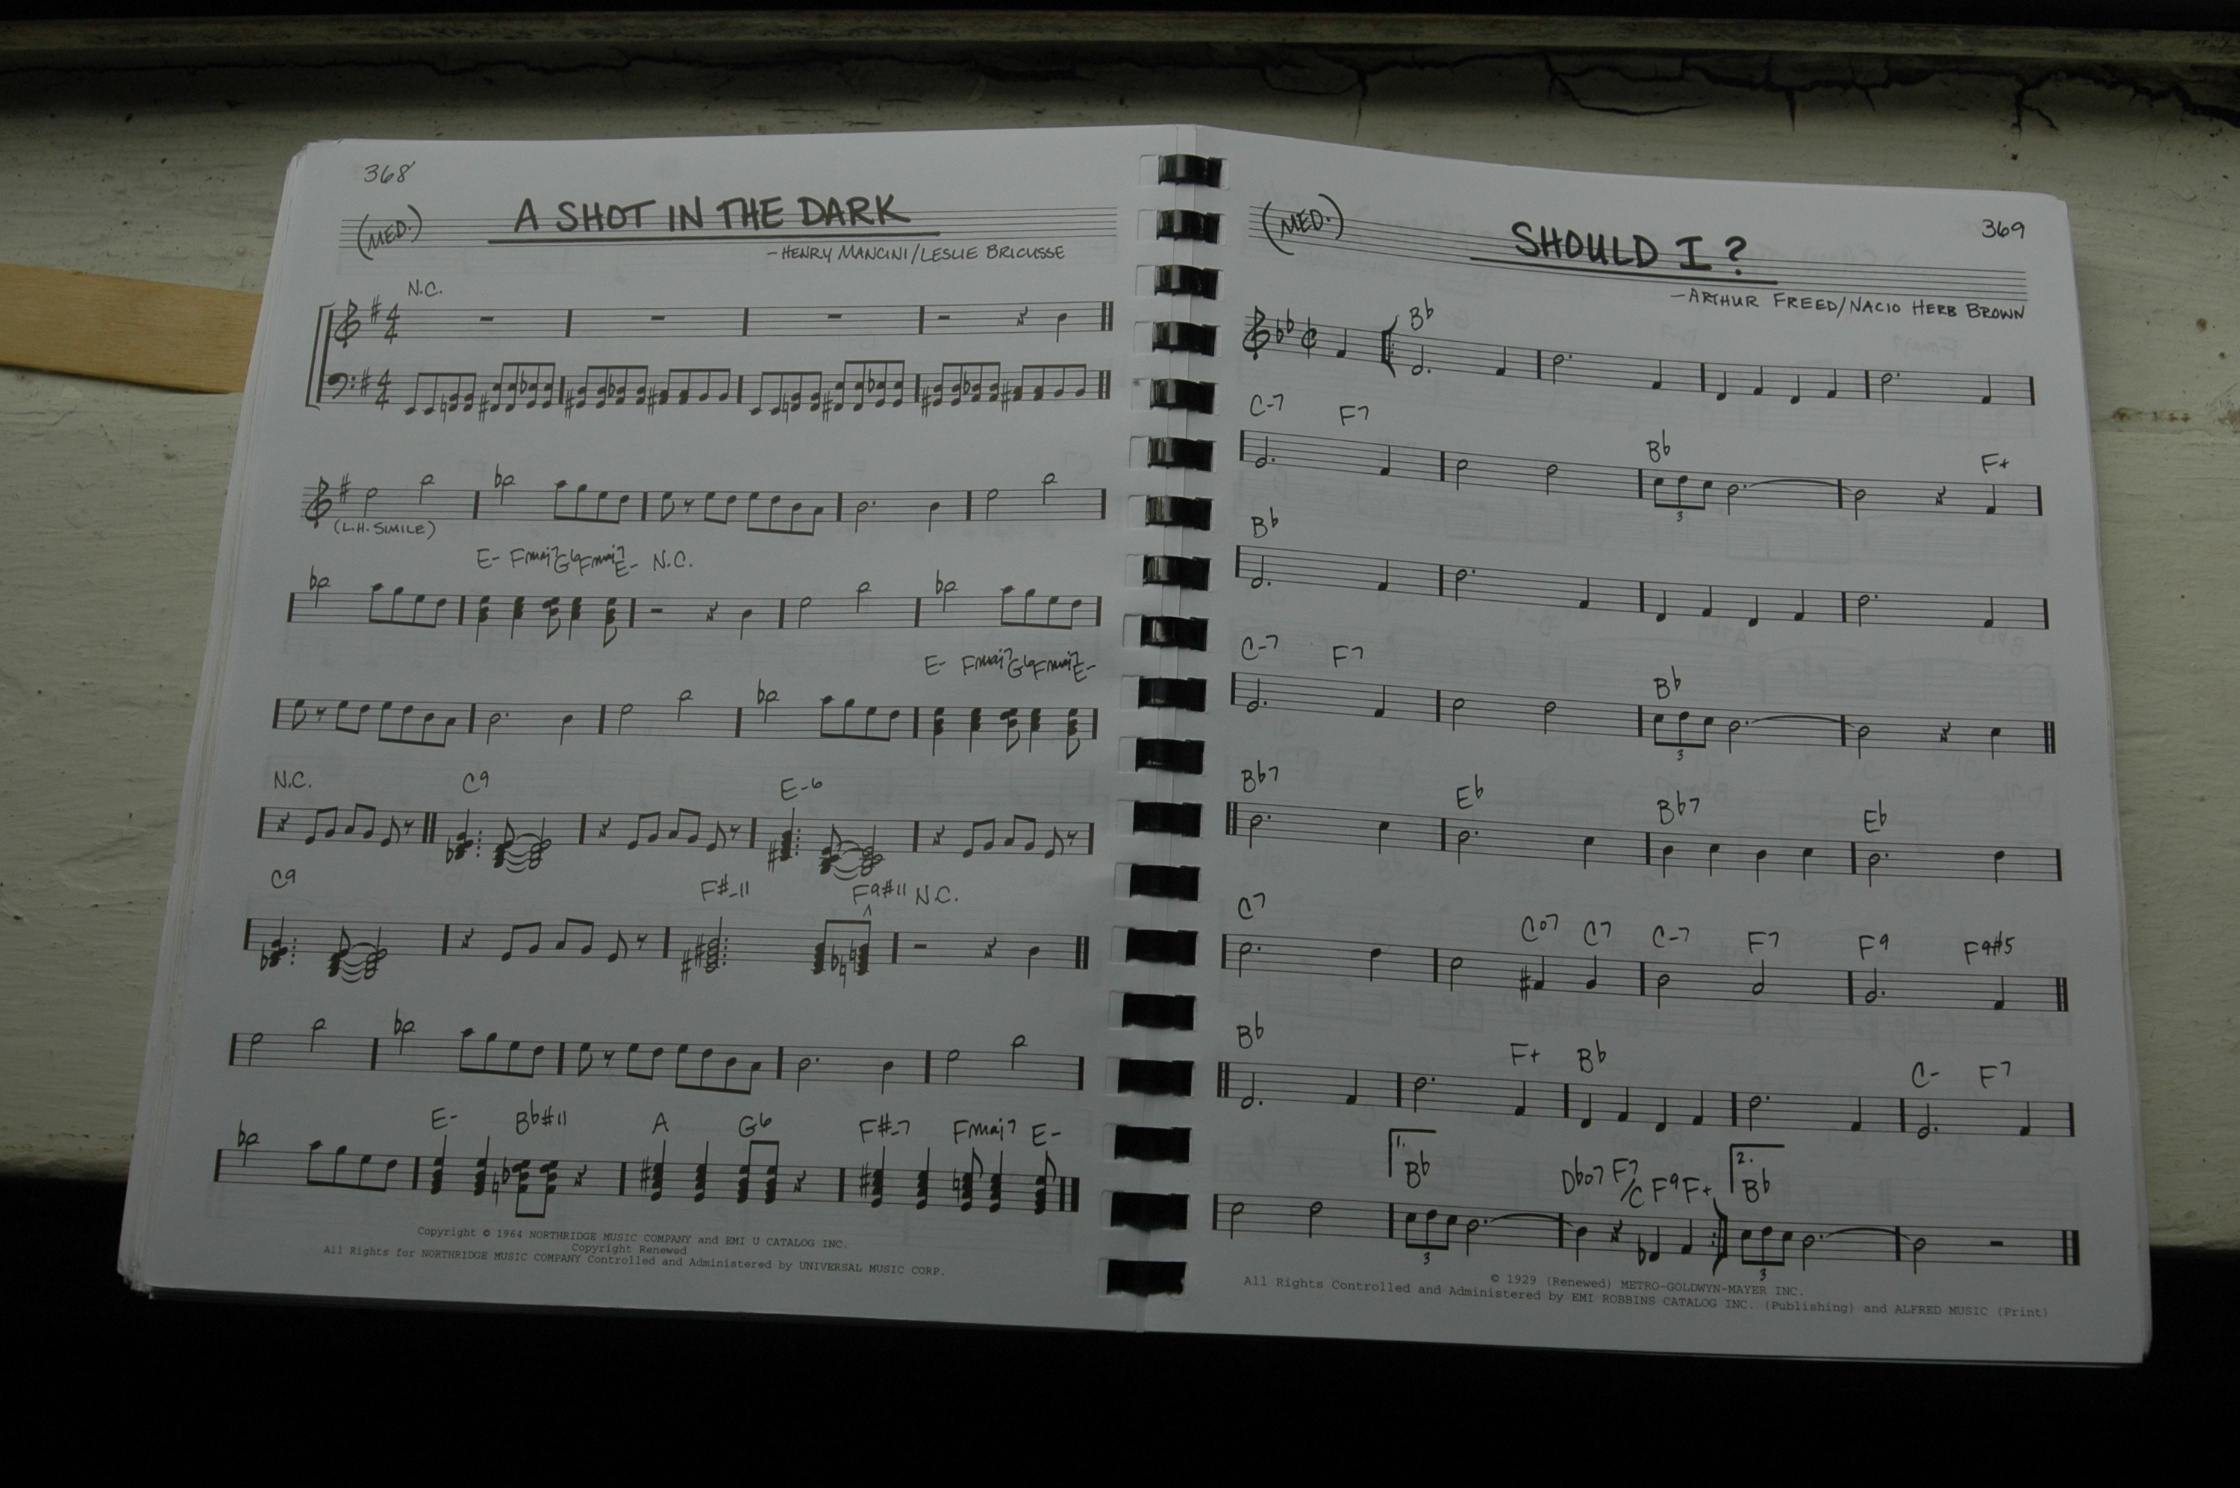 368
A SHOT IN THE DARK
(MED.)
-HENRY MANCINI/LESLIE BRICUSSE
N.C.
4
4
4
4
(L.H. SIMILE)
E- Fmaj7 G6 Fmaj7 E- N.C.
E- Fmaj7 G6 Fmaj7 E-
N.C. C9 E-6
C9 F#-11 F9#11 N.C.
E- Bb#11 A G6 F#-7 Fmaj7 E-
Copyright © 1964 NORTHRIDGE MUSIC COMPANY and EMI U CATALOG INC.
Copyright Renewed
All Rights for NORTHRIDGE MUSIC COMPANY Controlled and Administered by UNIVERSAL MUSIC CORP.
369
(MED.)
SHOULD I?
-ARTHUR FREED/NACIO HERB BROWN
Bb
C-7 F7 Bb F+
3
Bb
C-7 F7 Bb
3
Bb7 Eb Bb7 Eb
C7 Co7 C7 C-7 F7 F9 F9#5
Bb F+ Bb C- F7
1. Bb Dbo7 F7/C F9 F+ 2. Bb
3 3
© 1929 (Renewed) METRO-GOLDWYN-MAYER INC.
All Rights Controlled and Administered by EMI ROBBINS CATALOG INC. (Publishing) and ALFRED MUSIC (Print)